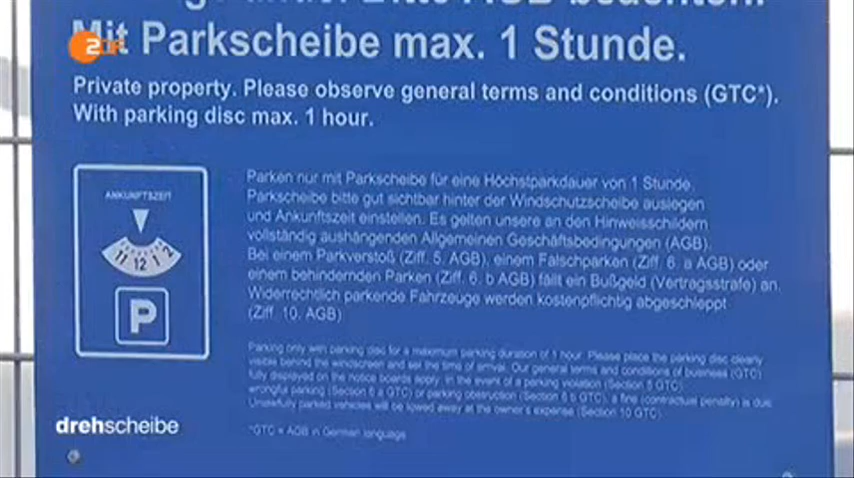 Mit Parkscheibe max. 1 Stunde.
Private property. Please observe general terms and conditions (GTC*).
With parking disc max. 1 hour.
ZDF
ANKUNFTSZEIT
11 12 1 2
P
Parken nur mit Parkscheibe für eine Höchstparkdauer von 1 Stunde.
Parkscheibe bitte gut sichtbar hinter der Windschutzscheibe auslegen
und Ankunftszeit einstellen. Es gelten unsere an den Hinweisschildern
vollständig aushängenden Allgemeinen Geschäftsbedingungen (AGB).
Bei einem Parkverstoß (Ziff. 5. AGB), einem Falschparken (Ziff. 6. a AGB) oder
einem behindernden Parken (Ziff. 6. b AGB) fällt ein Bußgeld (Vertragsstrafe) an.
Widerrechtlich parkende Fahrzeuge werden kostenpflichtig abgeschleppt
(Ziff. 10. AGB)
Parking only with parking disc for a maximum parking duration of 1 hour. Please place the parking disc clearly
visible behind the windscreen and set the time of arrival. Our general terms and conditions of business (GTC)
fully displayed on the notice boards apply. In the event of a parking violation (Section 5 GTC),
wrongful parking (Section 6 a GTC) or parking obstruction (Section 6 b GTC), a fine (contractual penalty) is due.
Unlawfully parked vehicles will be towed away at the owner's expense (Section 10 GTC).
*GTC = AGB in German language
drehscheibe